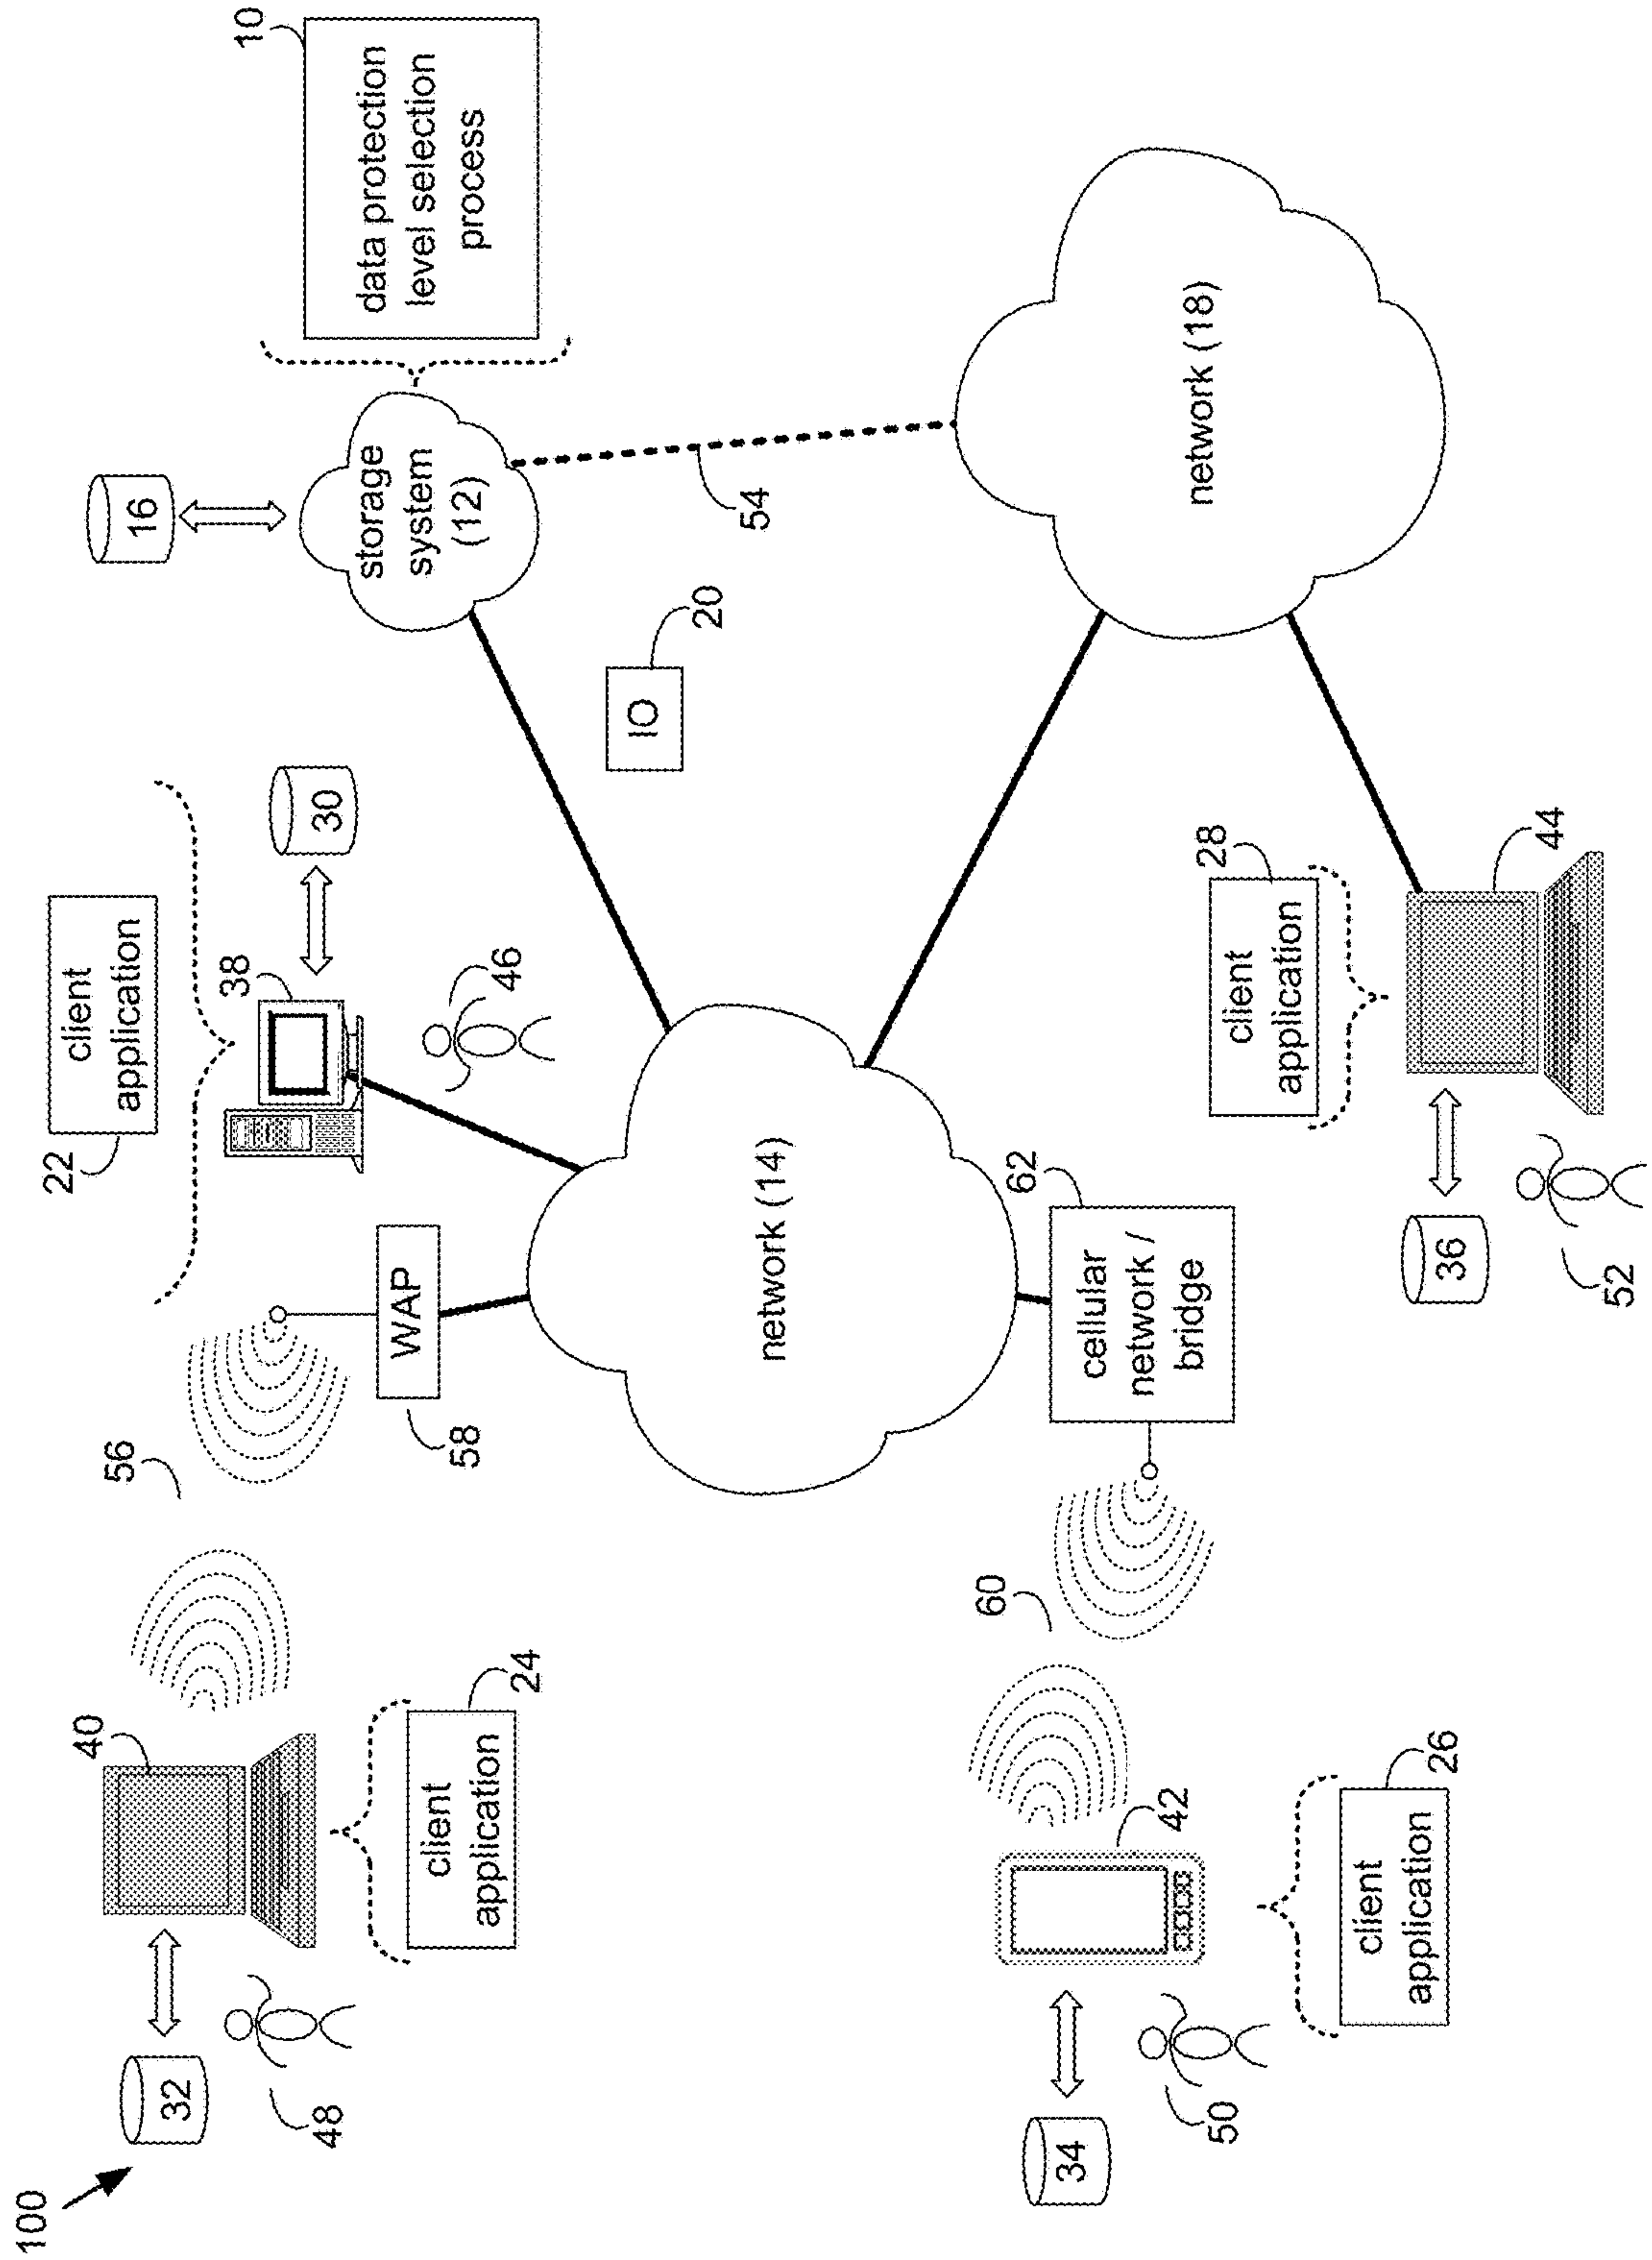 100
32
40
48
24
client
application
56
58
WAP
22
client
application
38
30
46
16
storage
system
(12)
10
data protection
level selection
process
IO
20
54
network (14)
network (18)
34
42
50
26
client
application
60
62
cellular
network /
bridge
28
client
application
44
36
52